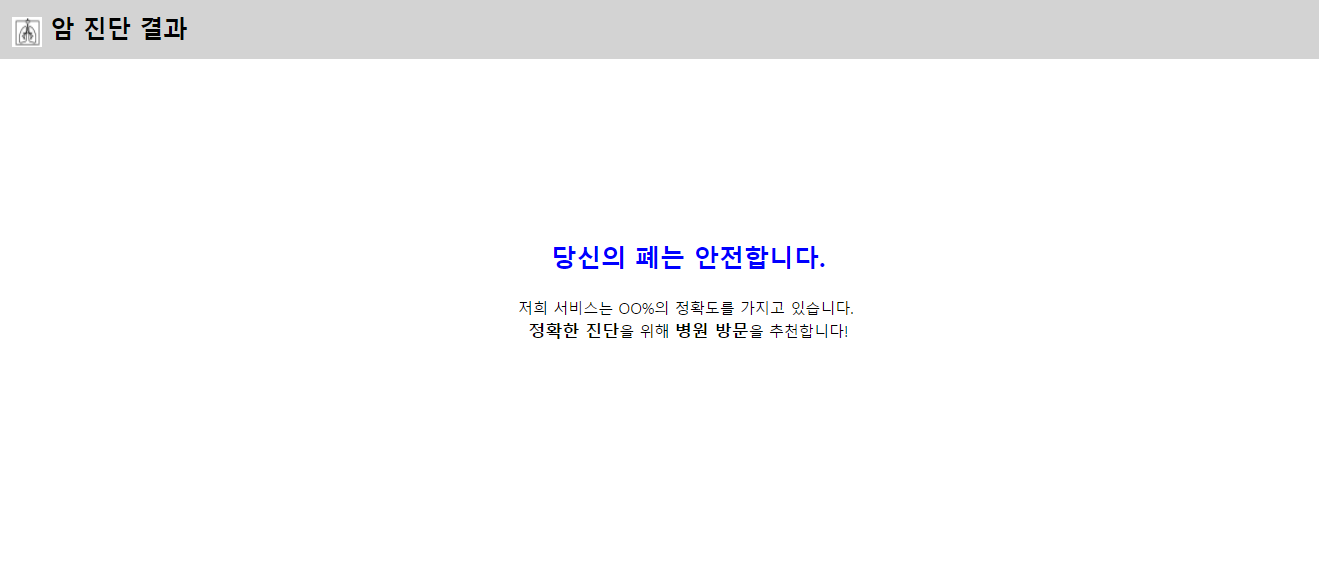 암 진단 결과
당신의 폐는 안전합니다.
저희 서비스는 OO%의 정확도를 가지고 있습니다.
정확한 진단을 위해 병원 방문을 추천합니다!